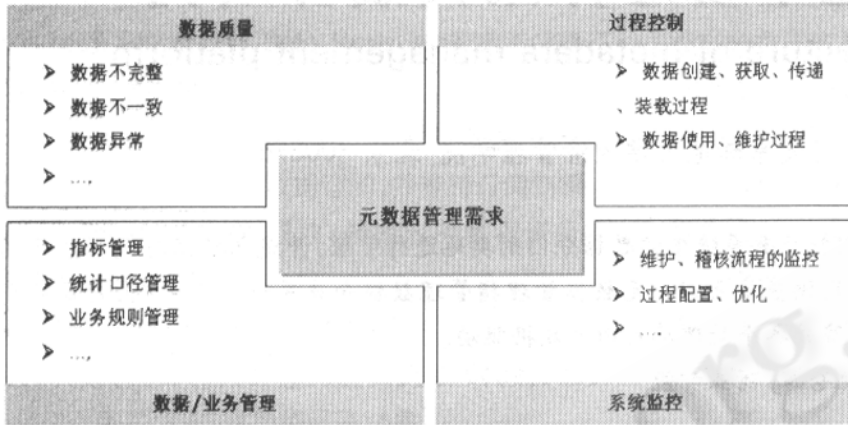 数据质量
➤ 数据不完整
➤ 数据不一致
➤ 数据异常
➤ …,
过程控制
➤ 数据创建、获取、传递
、装载过程
➤ 数据使用、维护过程
元数据管理需求
➤ 指标管理
➤ 统计口径管理
➤ 业务规则管理
➤ …,
数据/业务管理
➤ 维护、稽核流程的监控
➤ 过程配置、优化
➤ …,
系统监控